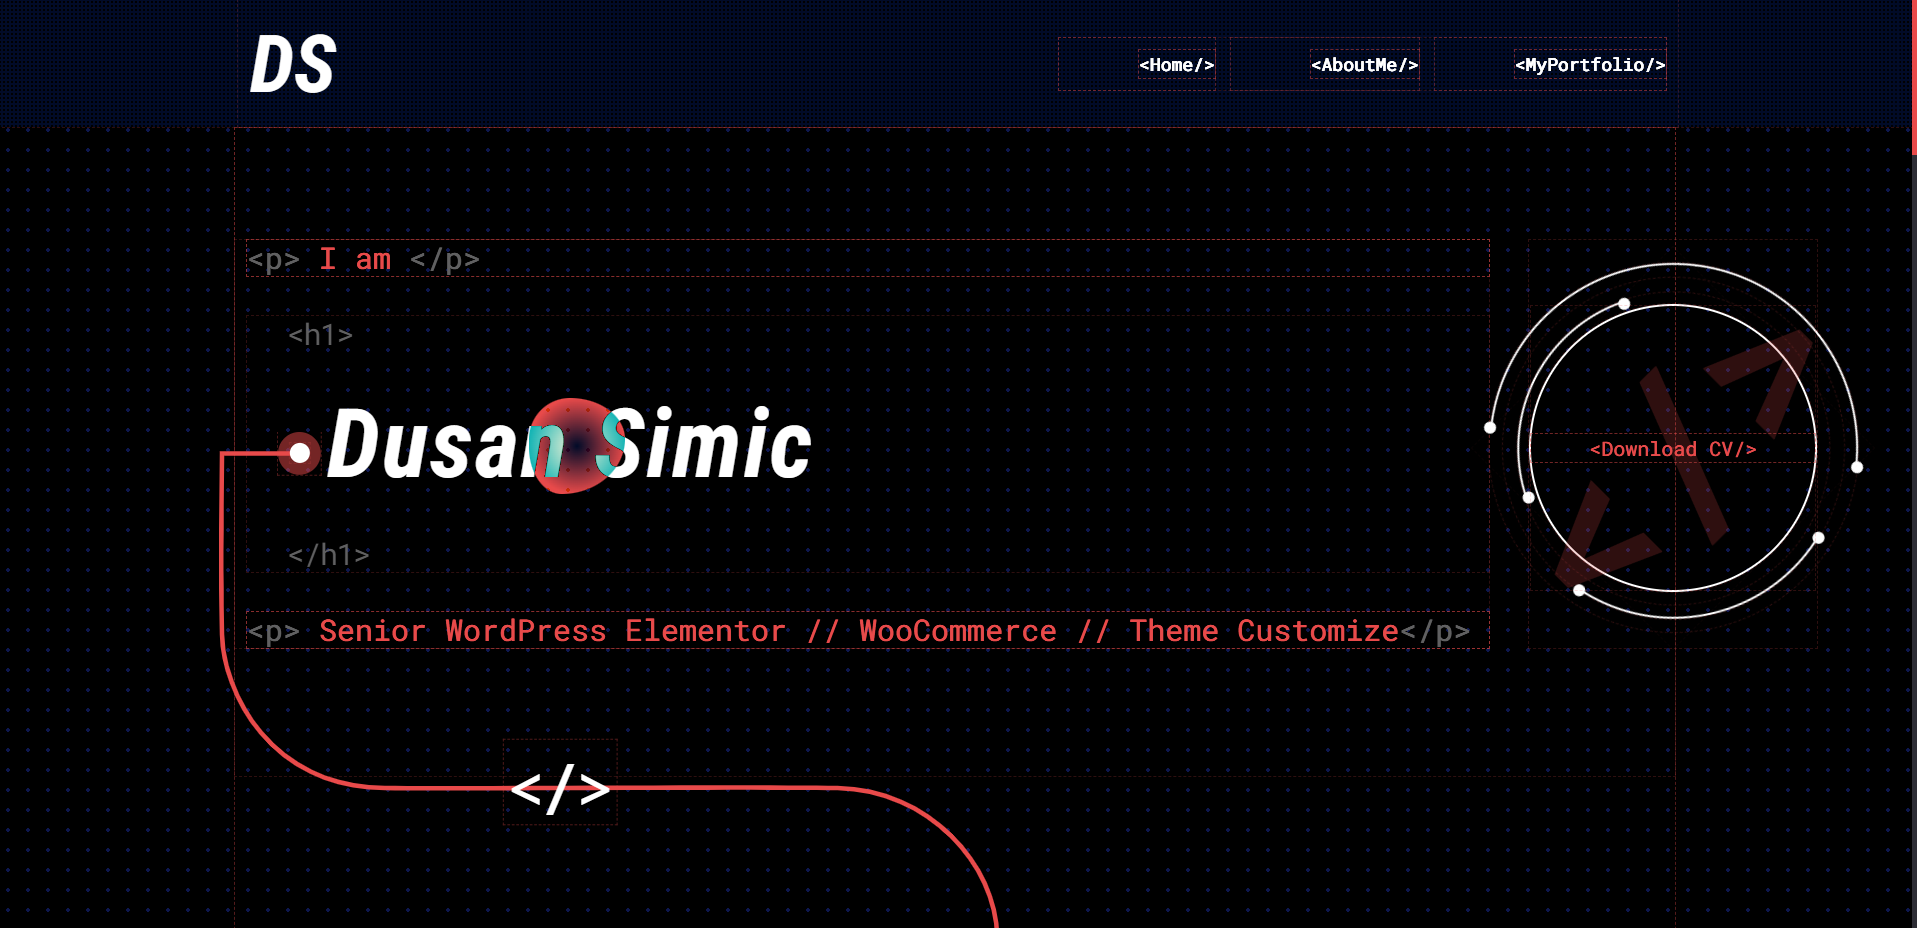 DS
<Home/> <AboutMe/> <MyPortfolio/>
<p> I am </p>
<h1>
Dusan Simic
</h1>
</>
<Download CV/>
<p> Senior WordPress Elementor // WooCommerce // Theme Customize</p>
</>